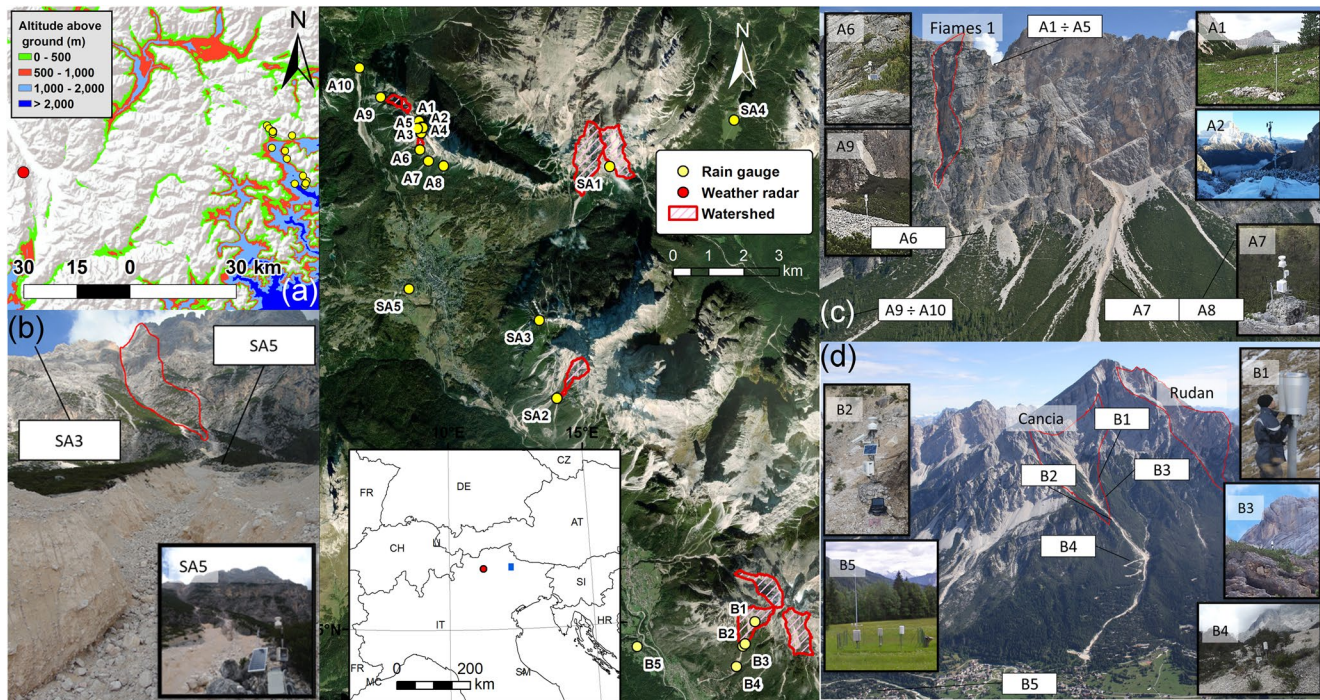 Altitude above
ground (m)
0 - 500
500 - 1,000
1,000 - 2,000
> 2,000
N
30 15 0 30 km
(a)
(b)
SA3
SA5
SA5
N
A10
A9
A1
A5 A2
A3 A4
A6
A7
A8
SA4
SA1
Rain gauge
Weather radar
Watershed
0 1 2 3
km
SA5
SA3
SA2
10°E 15°E
CZ
FR DE
AT
CH LI
SI
IT HR
FR
MC SM
5°N
0 200
km
B1
B2
B3
B5
B4
(c)
A6
Fiames 1
A1 ÷ A5
A1
A2
A9
A6
A7
A9 ÷ A10
A7 A8
(d)
B2
Cancia
B1
Rudan
B1
B3
B2
B3
B4
B5
B4
B5